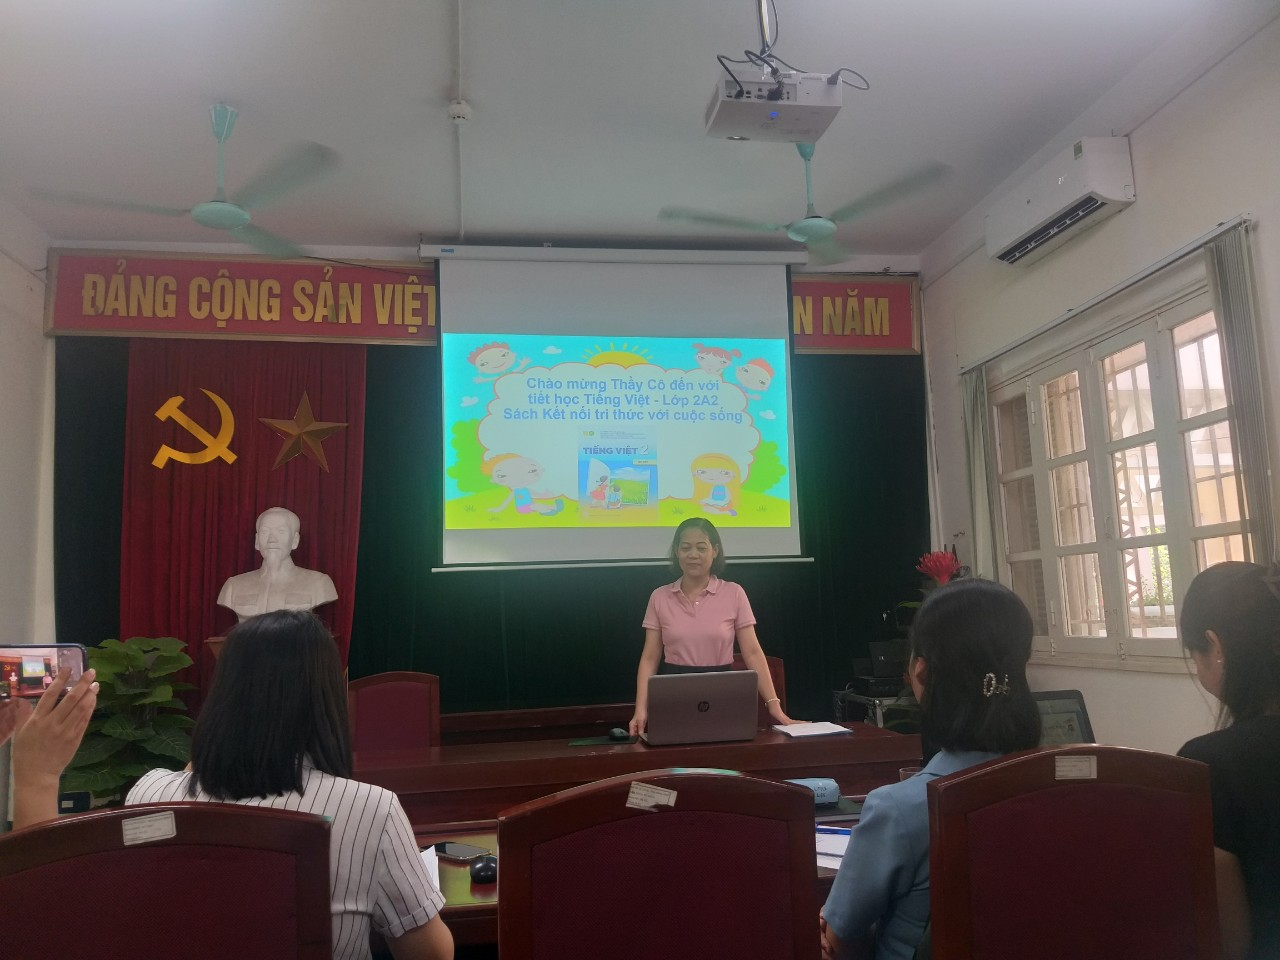 ĐẢNG CỘNG SẢN VIỆT
N NĂM
Chào mừng Thầy Cô đến với
tiết học Tiếng Việt - Lớp 2A2
Sách Kết nối tri thức với cuộc sống
TIẾNG VIỆT 2
hp